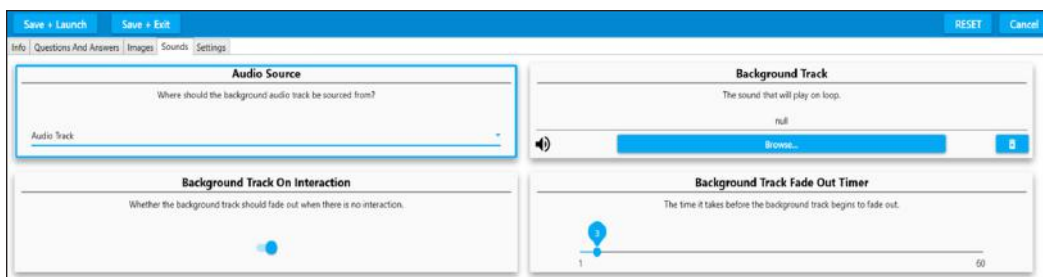 Save + Launch Save + Exit RESET Cancel
Info Questions And Answers Images Sounds Settings
Audio Source
Where should the background audio track be sourced from?
Audio Track
Background Track
The sound that will play on loop.
null
Browse...
Background Track On Interaction
Whether the background track should fade out when there is no interaction.
Background Track Fade Out Timer
The time it takes before the background track begins to fade out.
3
1 60